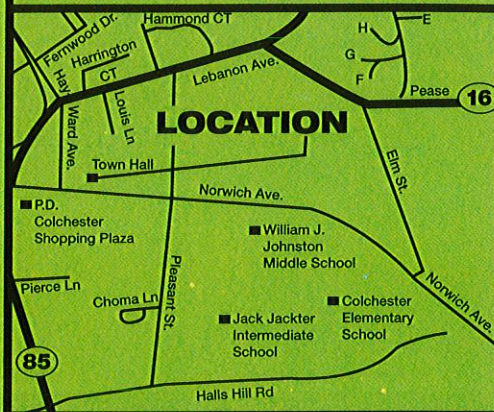 Fernwood Dr.
Hammond CT
E
H
Harrington
CT
G
F
Hay
Ward Ave.
Louis Ln
Lebanon Ave.
Pease
16
LOCATION
Town Hall
Elm St.
Norwich Ave.
P.D.
Colchester
Shopping Plaza
William J.
Johnston
Middle School
Pleasant St.
Pierce Ln
Choma Ln
Norwich Ave.
Jack Jackter
Intermediate
School
Colchester
Elementary
School
85
Halls Hill Rd